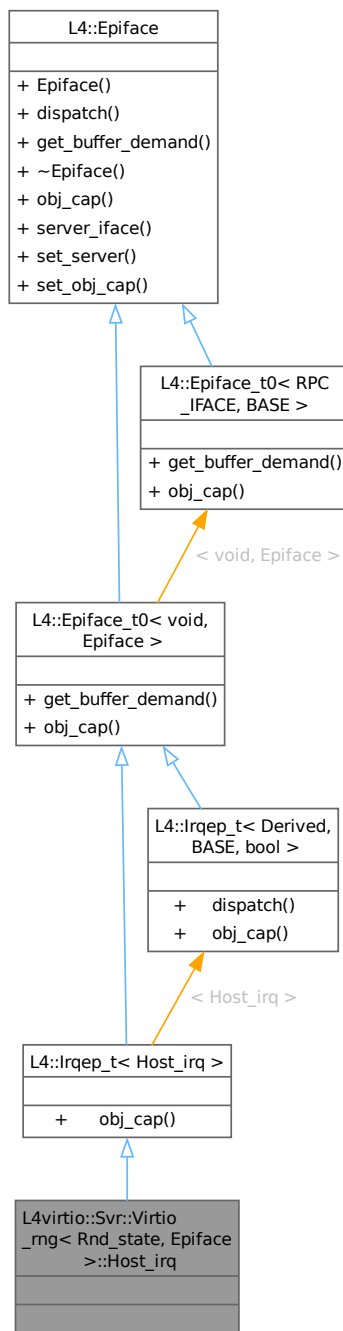 L4::Epiface
+ Epiface()
+ dispatch()
+ get_buffer_demand()
+ ~Epiface()
+ obj_cap()
+ server_iface()
+ set_server()
+ set_obj_cap()
L4::Epiface_t0< RPC
_IFACE, BASE >
+ get_buffer_demand()
+ obj_cap()
< void, Epiface >
L4::Epiface_t0< void,
Epiface >
+ get_buffer_demand()
+ obj_cap()
L4::Irqep_t< Derived,
BASE, bool >
+ dispatch()
+ obj_cap()
< Host_irq >
L4::Irqep_t< Host_irq >
+ obj_cap()
L4virtio::Svr::Virtio
_rng< Rnd_state, Epiface
>::Host_irq